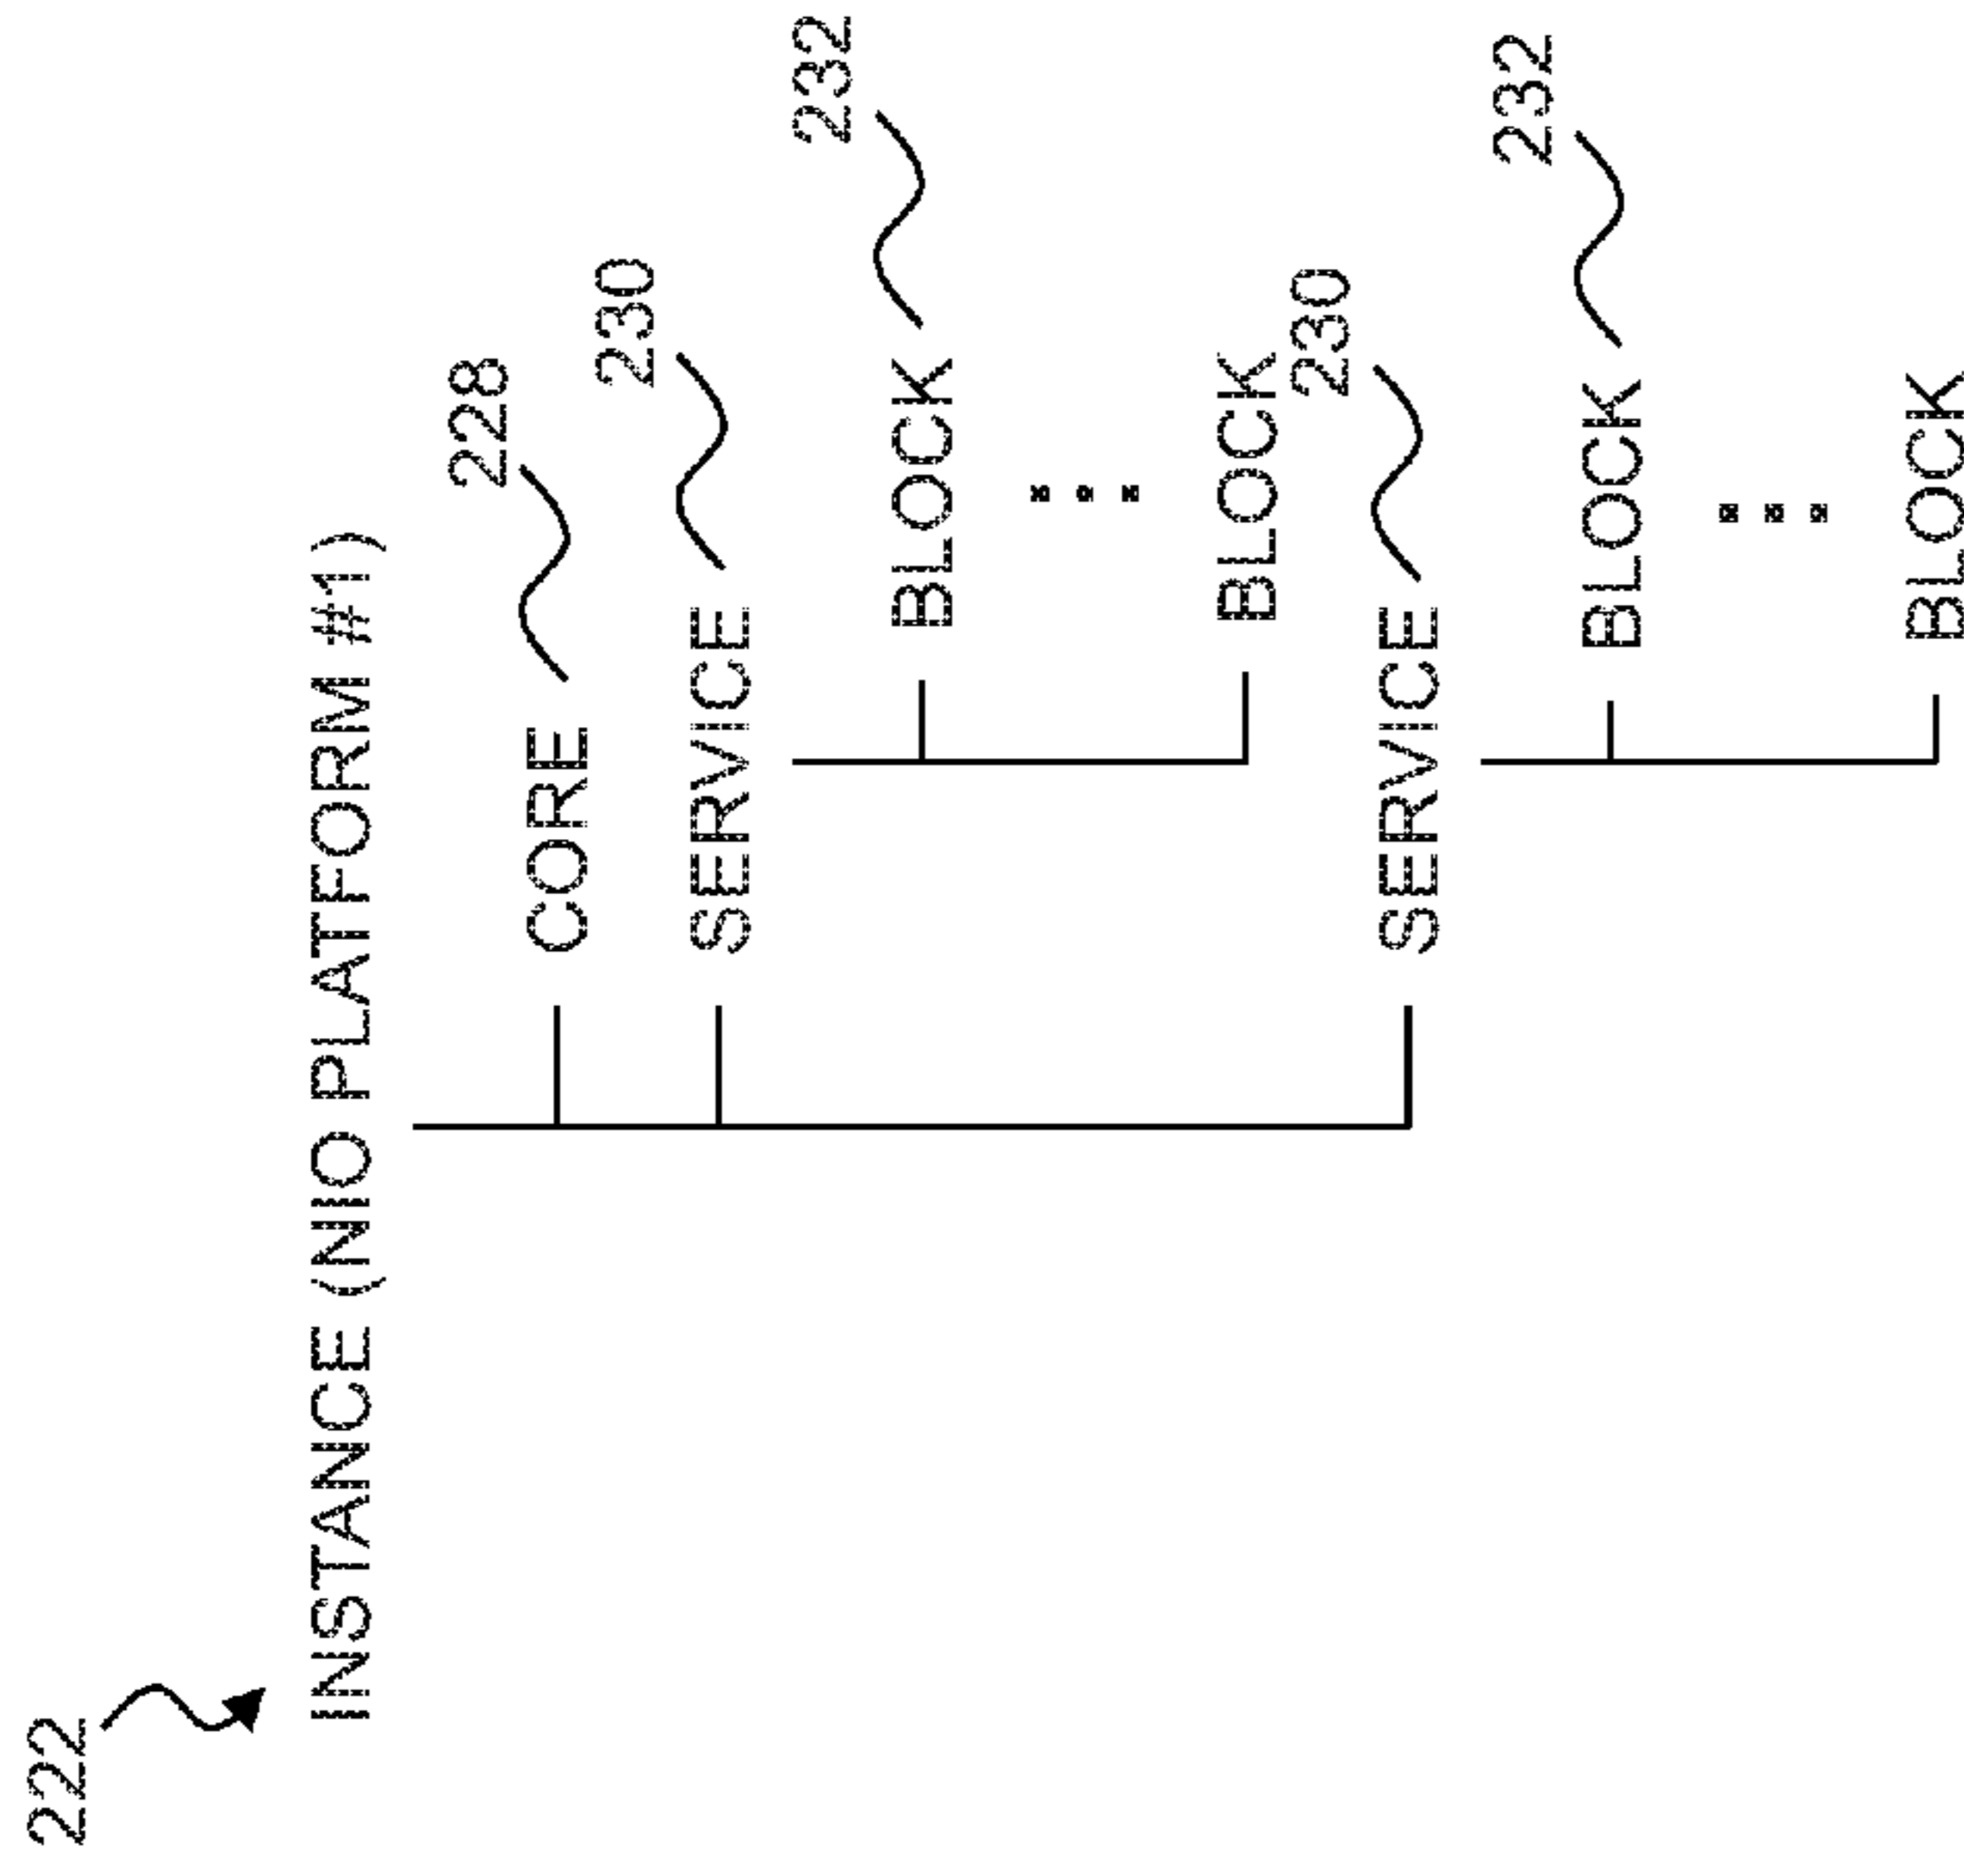 222
INSTANCE (NIO PLATFORM #1)
228
CORE
230
SERVICE
232
BLOCK
BLOCK
230
SERVICE
232
BLOCK
BLOCK